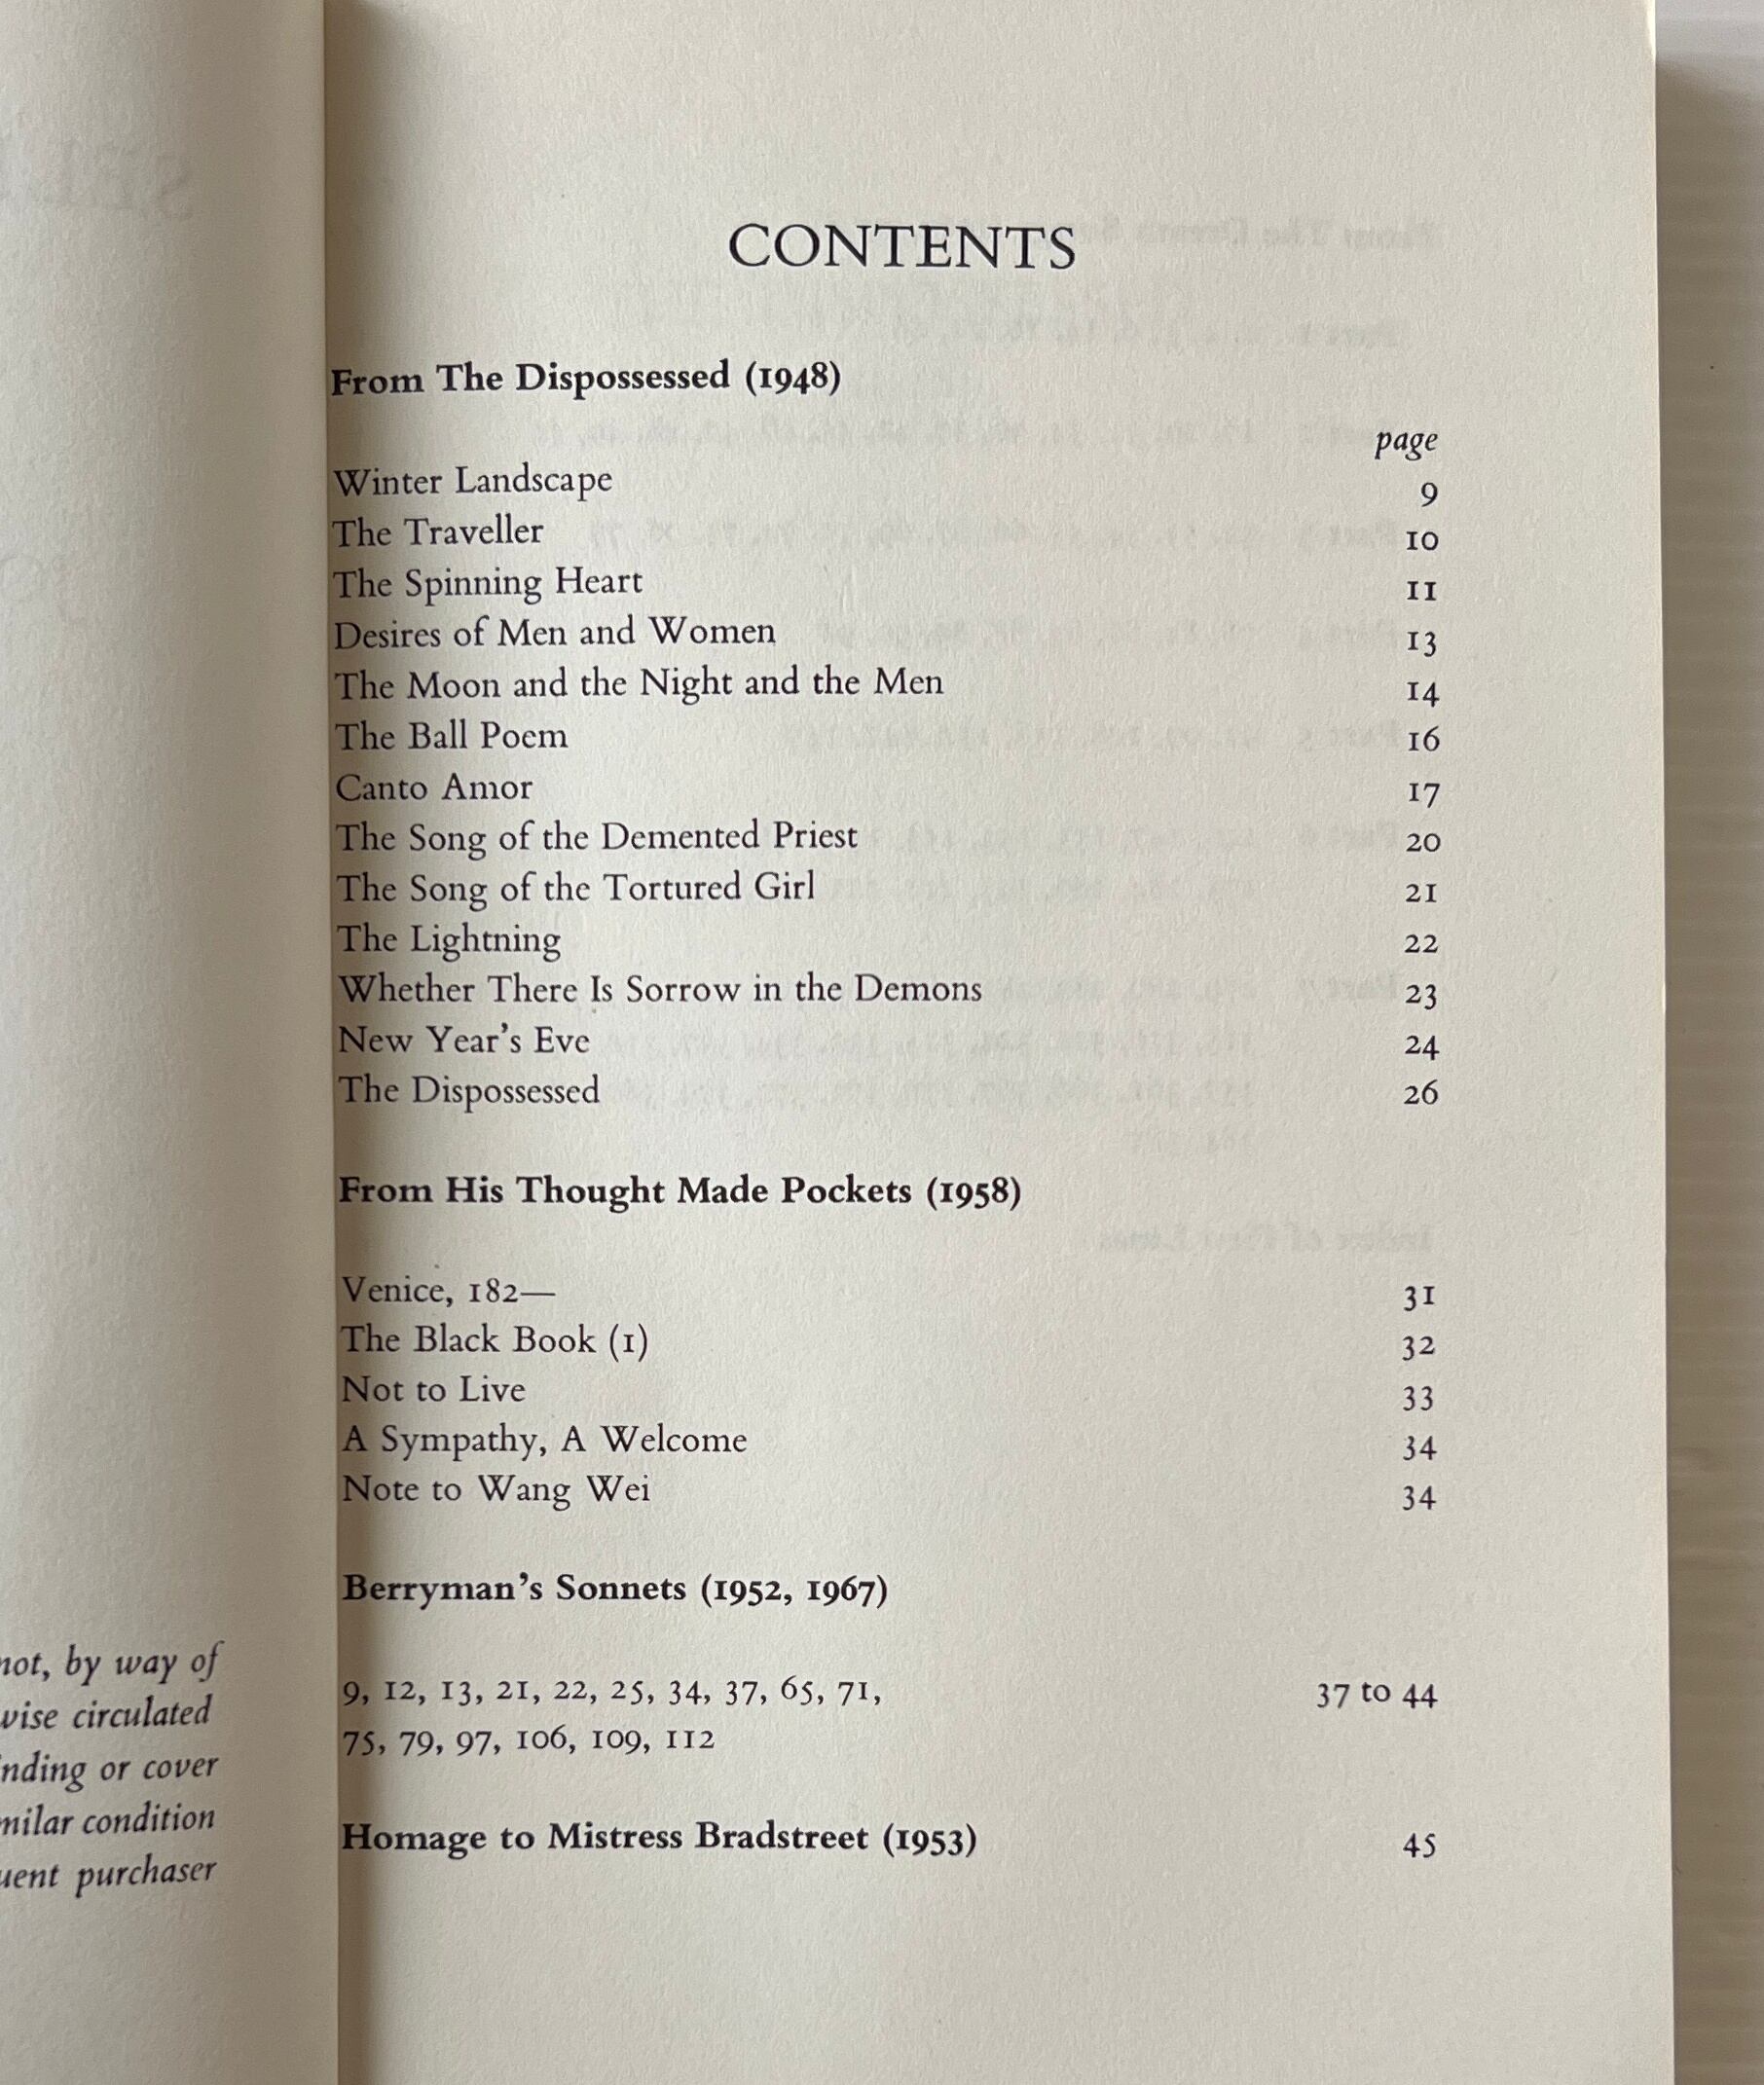 not, by way of
wise circulated
nding or cover
milar condition
uent purchaser
CONTENTS
From The Dispossessed (1948)
page
Winter Landscape 9
The Traveller 10
The Spinning Heart 11
Desires of Men and Women 13
The Moon and the Night and the Men 14
The Ball Poem 16
Canto Amor 17
The Song of the Demented Priest 20
The Song of the Tortured Girl 21
The Lightning 22
Whether There Is Sorrow in the Demons 23
New Year's Eve 24
The Dispossessed 26
From His Thought Made Pockets (1958)
Venice, 182— 31
The Black Book (1) 32
Not to Live 33
A Sympathy, A Welcome 34
Note to Wang Wei 34
Berryman's Sonnets (1952, 1967)
9, 12, 13, 21, 22, 25, 34, 37, 65, 71, 37 to 44
75, 79, 97, 106, 109, 112
Homage to Mistress Bradstreet (1953) 45